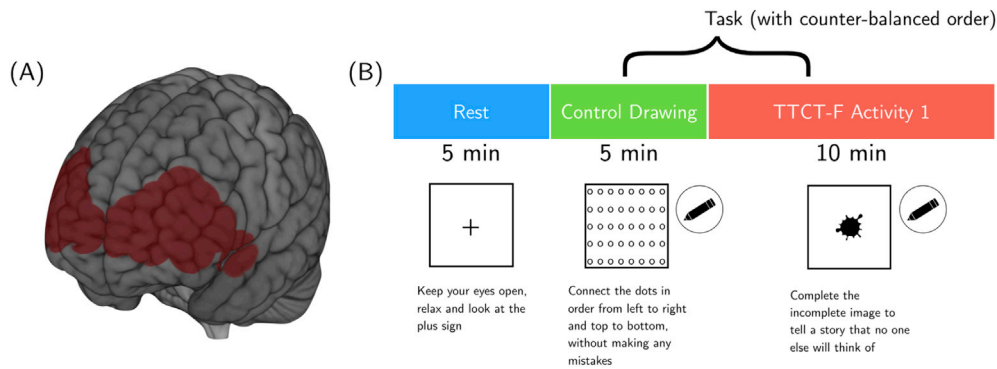 Task (with counter-balanced order)
(A)
(B)
Rest
Control Drawing
TTCT-F Activity 1
5 min
5 min
10 min
Keep your eyes open,
relax and look at the
plus sign
Connect the dots in
order from left to right
and top to bottom,
without making any
mistakes
Complete the
incomplete image to
tell a story that no one
else will think of